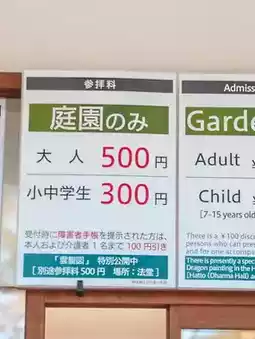 参拝料
庭園のみ
大人 500円
小中学生 300円
受付時に障害者手帳を提示された方は、
本人および介護者1名まで 100円引き
「雲龍図」 特別公開中
[別途参拝料500円 場所:法堂]
Admiss
Garde
Adult
Child
[7-15 years old
There is a ¥100 disc
persons who can pres
and for one accompa
There is presently a spec
Dragon painting in the H
[Hatto (Dharma Hall) an